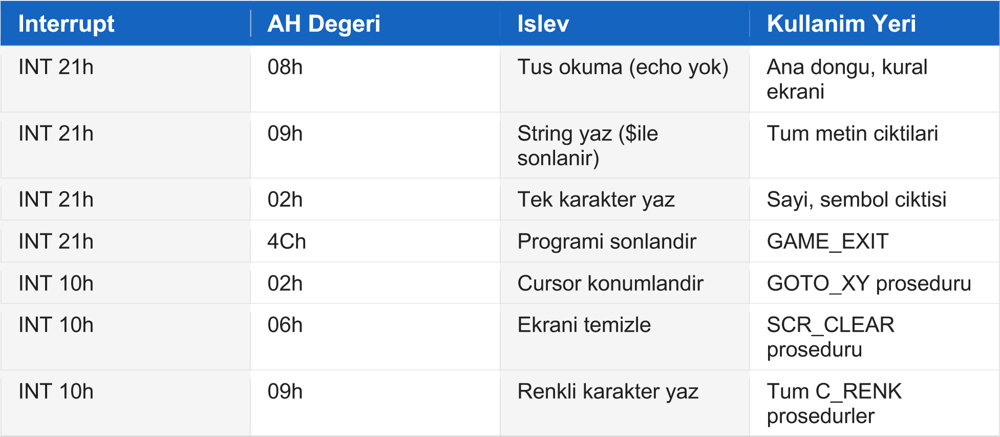 Interrupt AH Degeri Islev Kullanim Yeri
INT 21h 08h Tus okuma (echo yok) Ana dongu, kural
ekrani
INT 21h 09h String yaz ($ile Tum metin ciktilari
sonlanir)
INT 21h 02h Tek karakter yaz Sayi, sembol ciktisi
INT 21h 4Ch Programi sonlandir GAME_EXIT
INT 10h 02h Cursor konumlandir GOTO_XY proseduru
INT 10h 06h Ekrani temizle SCR_CLEAR
proseduru
INT 10h 09h Renkli karakter yaz Tum C_RENK
prosedurler